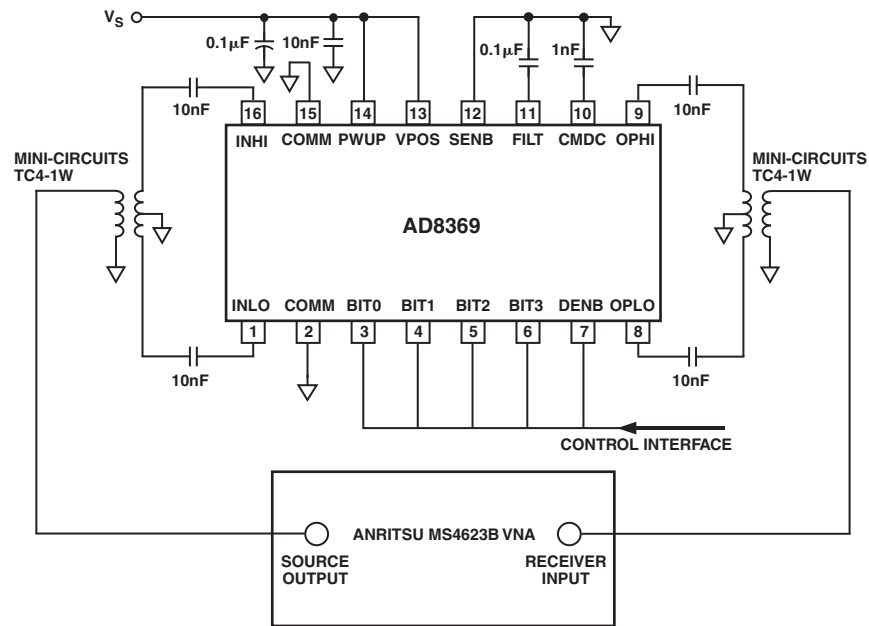 VS
0.1µF
10nF
0.1µF
1nF
10nF
16
15
14
13
12
11
10
9
10nF
INHI
COMM
PWUP
VPOS
SENB
FILT
CMDC
OPHI
MINI-CIRCUITS
TC4-1W
MINI-CIRCUITS
TC4-1W
AD8369
INLO
COMM
BIT0
BIT1
BIT2
BIT3
DENB
OPLO
1
2
3
4
5
6
7
8
10nF
10nF
CONTROL INTERFACE
ANRITSU MS4623B VNA
SOURCE
OUTPUT
RECEIVER
INPUT